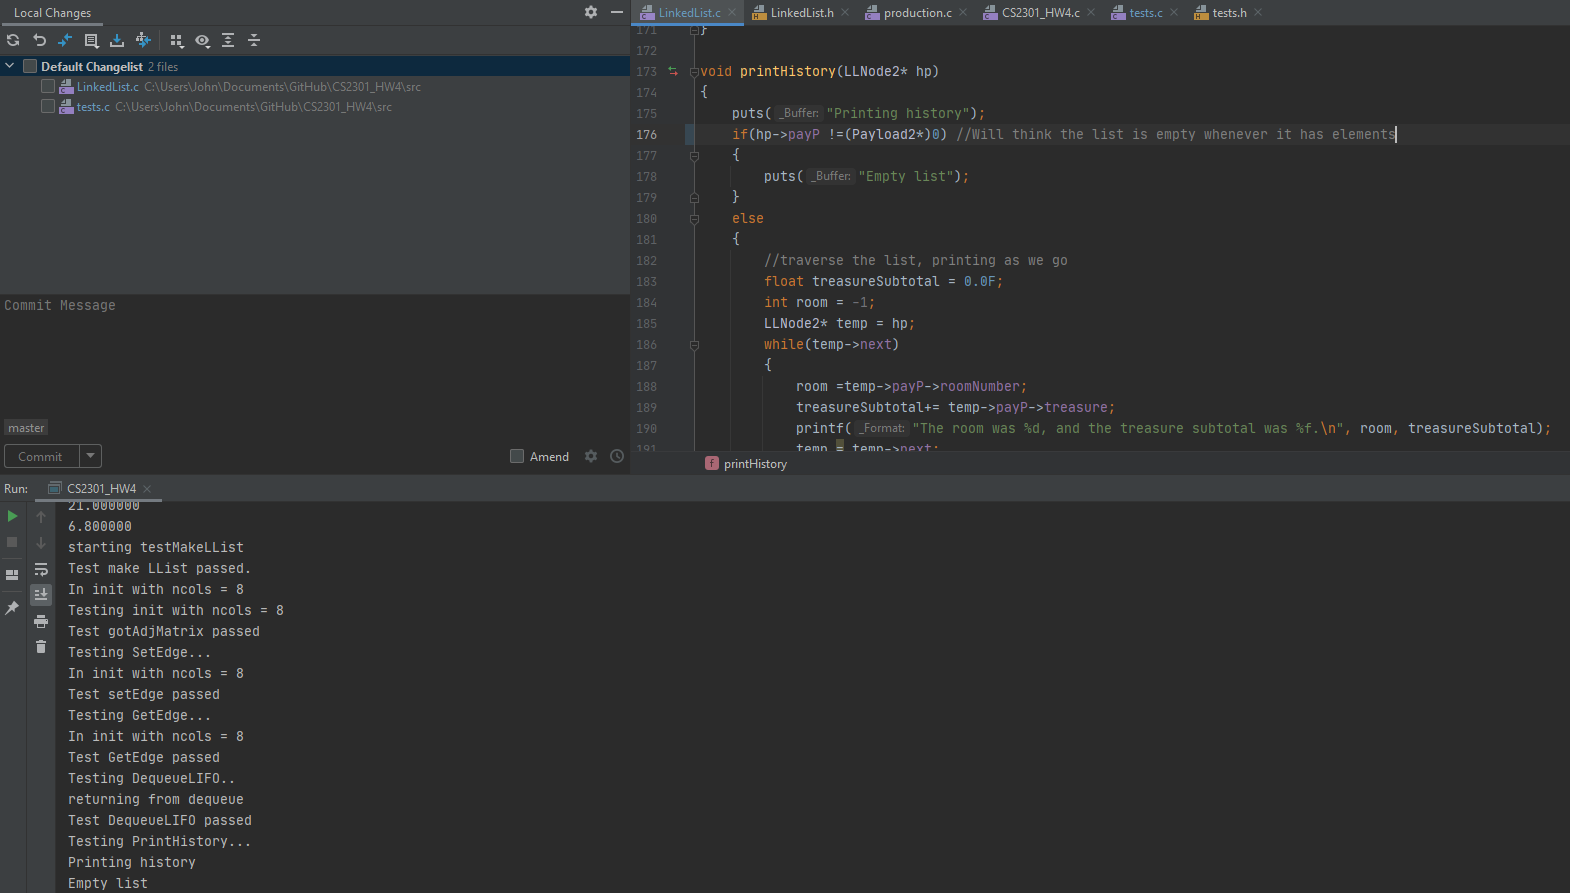 Local Changes
Default Changelist 2 files
LinkedList.c C:\Users\John\Documents\GitHub\CS2301_HW4\src
tests.c C:\Users\John\Documents\GitHub\CS2301_HW4\src
Commit Message
master
Commit
Amend
LinkedList.c
LinkedList.h
production.c
CS2301_HW4.c
tests.c
tests.h
171 }
172
173 void printHistory(LLNode2* hp)
174 {
175 puts( _Buffer: "Printing history");
176 if(hp->payP !=(Payload2*)0) //Will think the list is empty whenever it has elements
177 {
178 puts( _Buffer: "Empty list");
179 }
180 else
181 {
182 //traverse the list, printing as we go
183 float treasureSubtotal = 0.0F;
184 int room = -1;
185 LLNode2* temp = hp;
186 while(temp->next)
187 {
188 room =temp->payP->roomNumber;
189 treasureSubtotal+= temp->payP->treasure;
190 printf( _Format: "The room was %d, and the treasure subtotal was %f.\n", room, treasureSubtotal);
191 temp = temp->next;
f printHistory
Run: CS2301_HW4
21.000000
6.800000
starting testMakeLList
Test make LList passed.
In init with ncols = 8
Testing init with ncols = 8
Test gotAdjMatrix passed
Testing SetEdge...
In init with ncols = 8
Test setEdge passed
Testing GetEdge...
In init with ncols = 8
Test GetEdge passed
Testing DequeueLIFO..
returning from dequeue
Test DequeueLIFO passed
Testing PrintHistory...
Printing history
Empty list